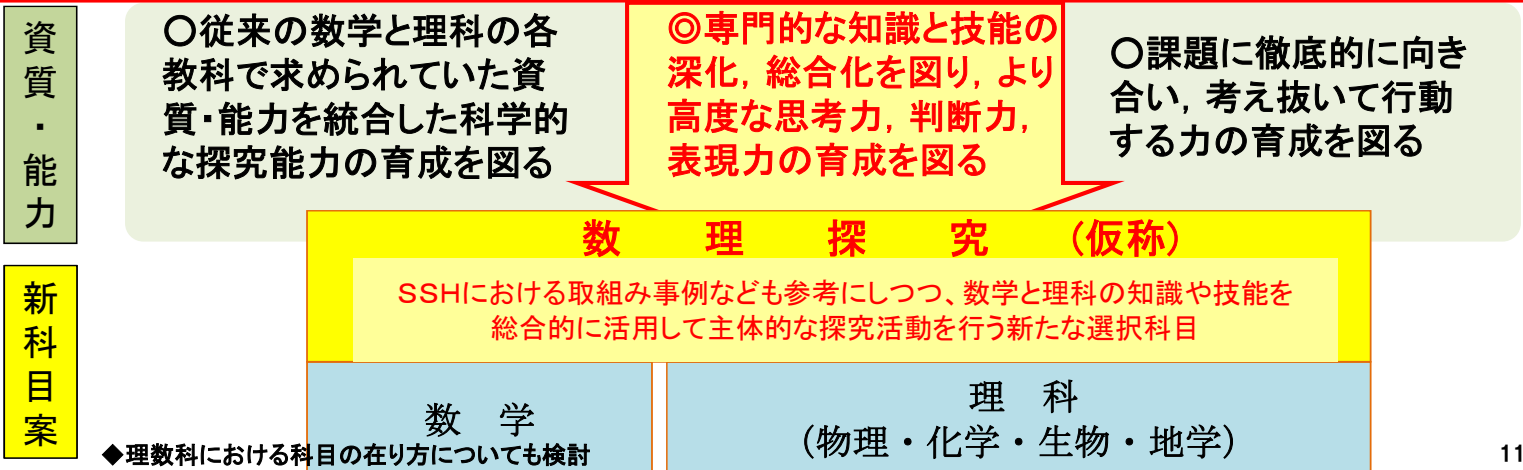 資質・能力
〇従来の数学と理科の各
教科で求められていた資
質・能力を統合した科学的
な探究能力の育成を図る
◎専門的な知識と技能の
深化，総合化を図り，より
高度な思考力，判断力，
表現力の育成を図る
〇課題に徹底的に向き
合い，考え抜いて行動
する力の育成を図る
新科目案
数 理 探 究 （仮称）
ＳＳＨにおける取組み事例なども参考にしつつ、数学と理科の知識や技能を
総合的に活用して主体的な探究活動を行う新たな選択科目
数 学
理 科
（物理・化学・生物・地学）
◆理数科における科目の在り方についても検討
11